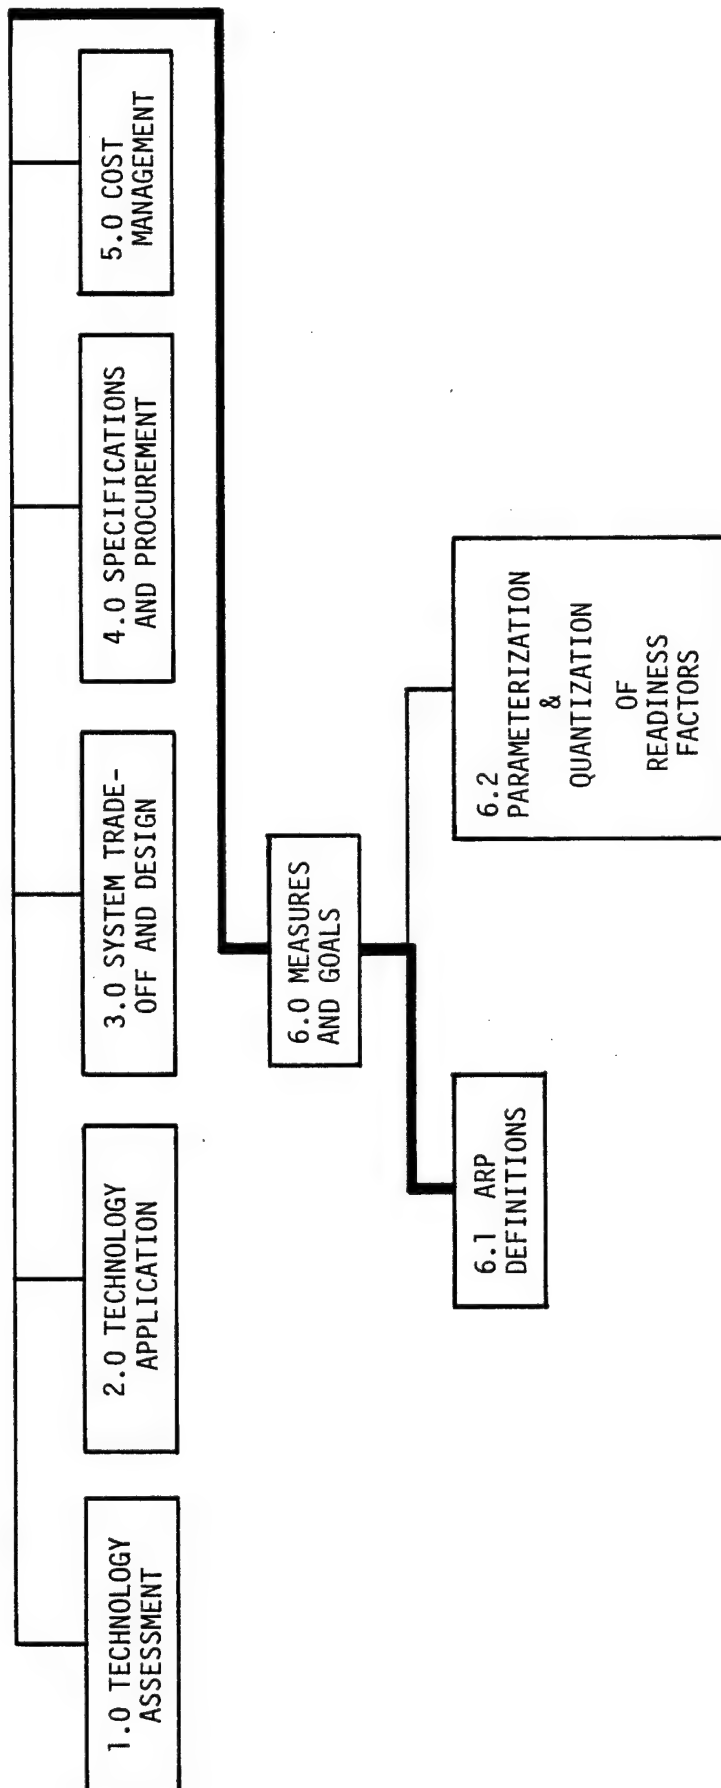 1.0 TECHNOLOGY
ASSESSMENT
2.0 TECHNOLOGY
APPLICATION
3.0 SYSTEM TRADE-
OFF AND DESIGN
4.0 SPECIFICATIONS
AND PROCUREMENT
5.0 COST
MANAGEMENT
6.0 MEASURES
AND GOALS
6.1 ARP
DEFINITIONS
6.2
PARAMETERIZATION
&
QUANTIZATION
OF
READINESS
FACTORS